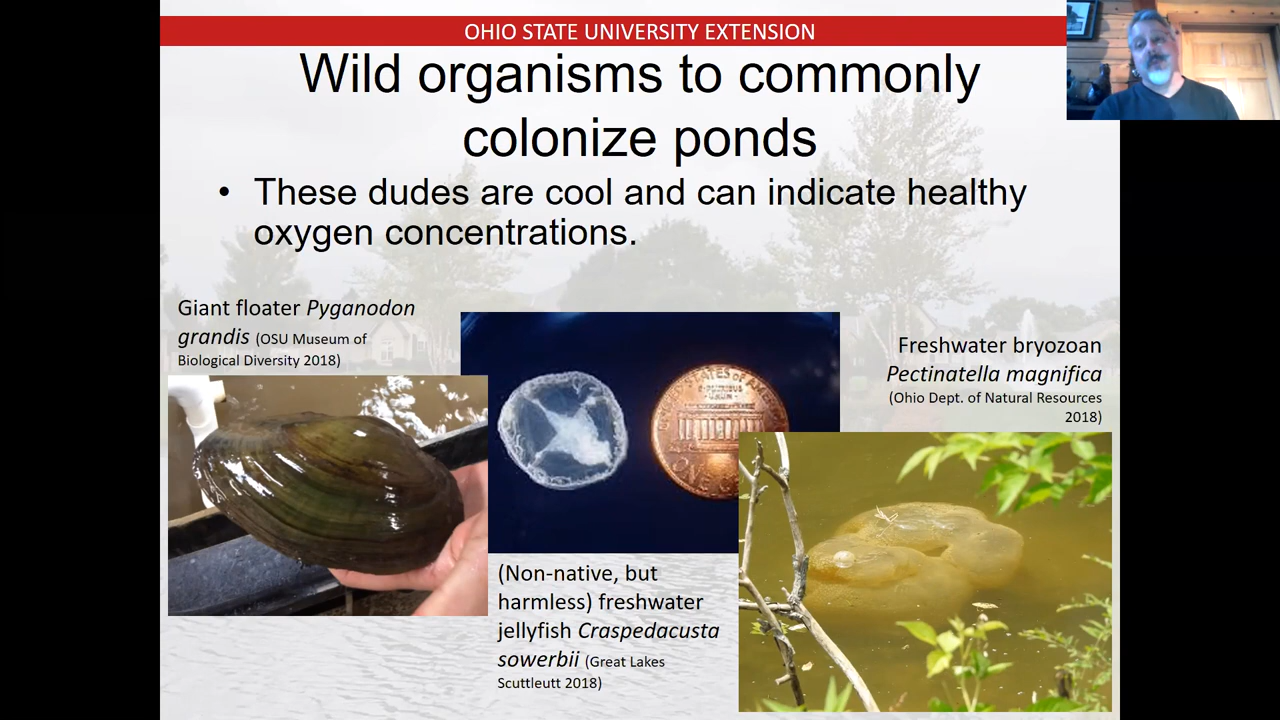 OHIO STATE UNIVERSITY EXTENSION
Wild organisms to commonly
colonize ponds
• These dudes are cool and can indicate healthy
oxygen concentrations.
Giant floater Pyganodon
grandis (OSU Museum of
Biological Diversity 2018)
Freshwater bryozoan
Pectinatella magnifica
(Ohio Dept. of Natural Resources
2018)
(Non-native, but
harmless) freshwater
jellyfish Craspedacusta
sowerbii (Great Lakes
Scuttleutt 2018)